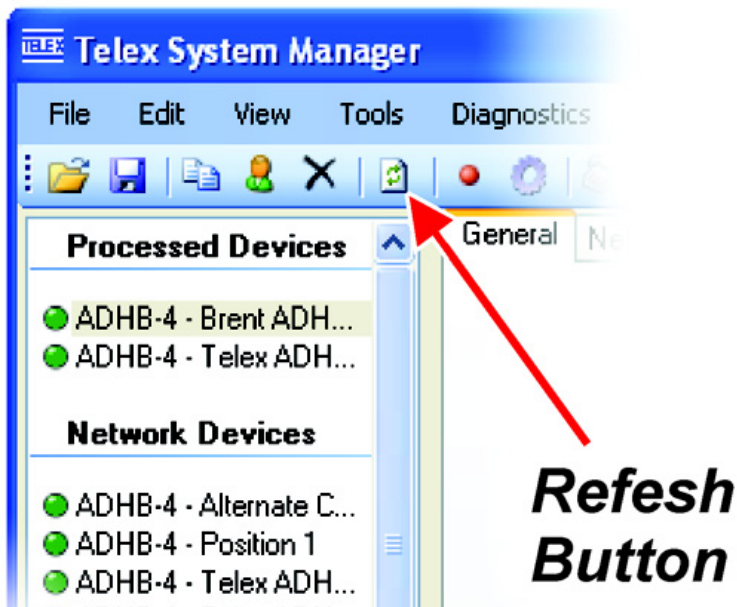 TELEX Telex System Manager
File Edit View Tools Diagnostics
Processed Devices
General Ne
ADHB-4 - Brent ADH...
ADHB-4 - Telex ADH...
Network Devices
ADHB-4 - Alternate C...
ADHB-4 - Position 1
ADHB-4 - Telex ADH...
Refesh
Button